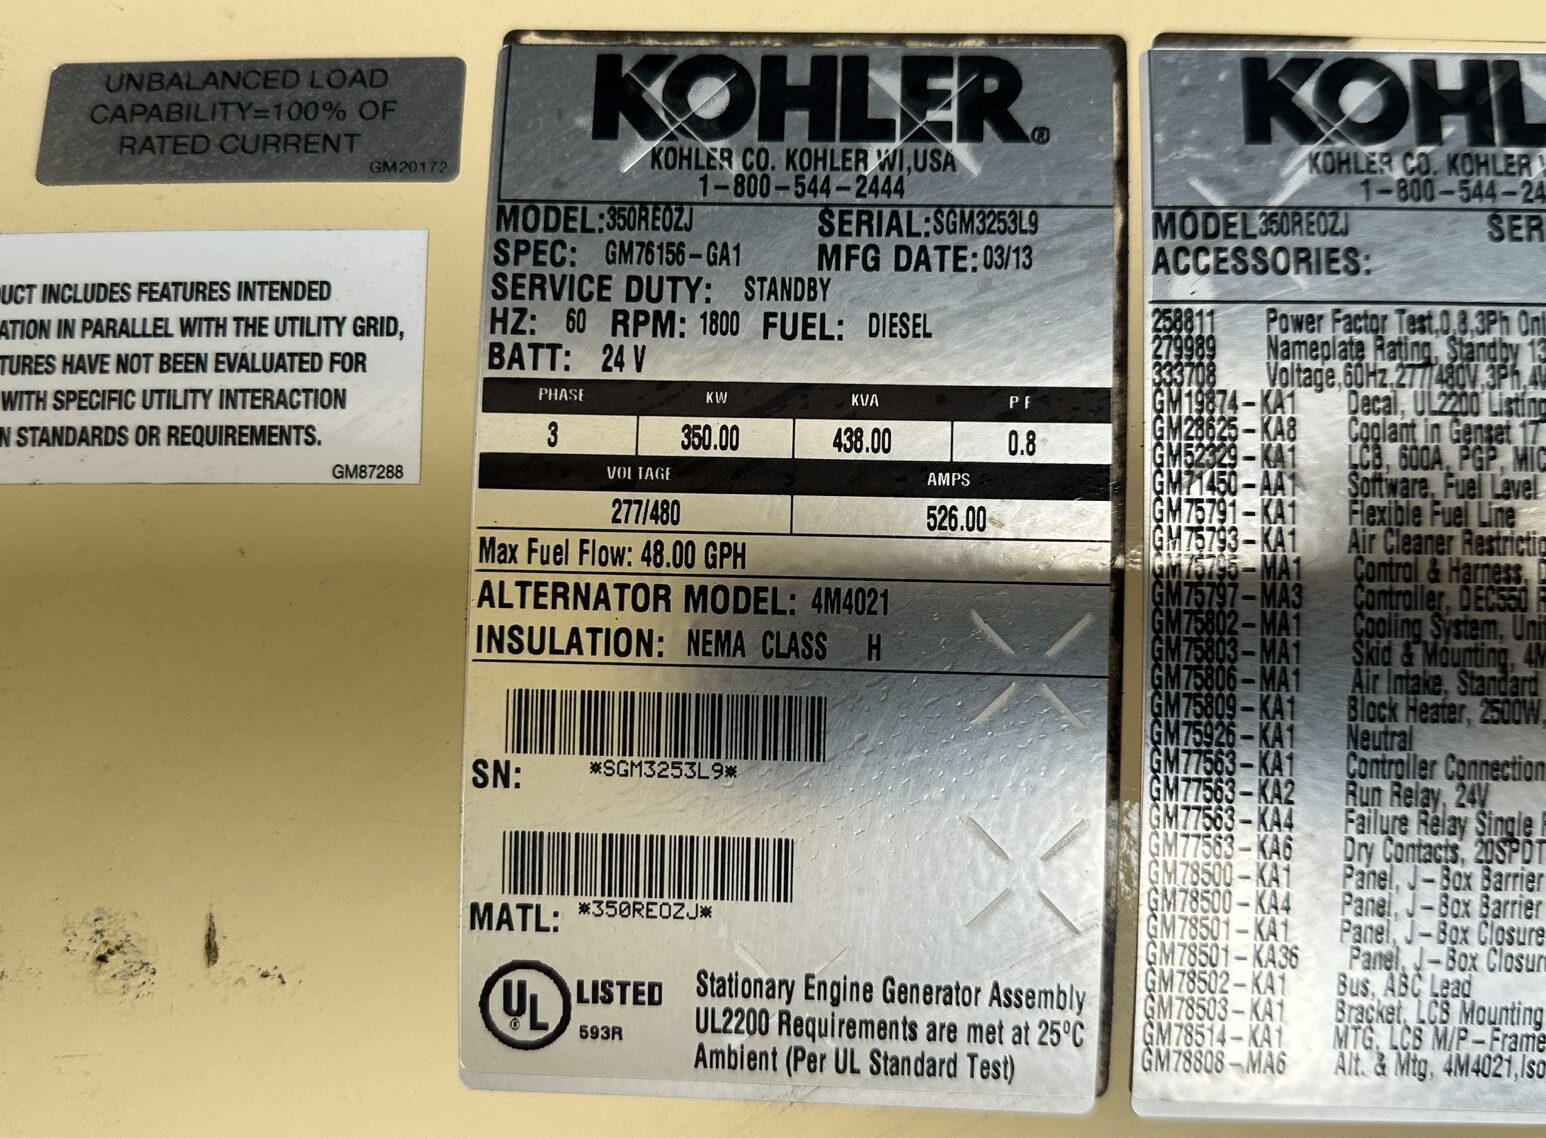 UNBALANCED LOAD
CAPABILITY=100% OF
RATED CURRENT
GM20172
UCT INCLUDES FEATURES INTENDED
ATION IN PARALLEL WITH THE UTILITY GRID,
TURES HAVE NOT BEEN EVALUATED FOR
WITH SPECIFIC UTILITY INTERACTION
N STANDARDS OR REQUIREMENTS.
GM87288
KOHLER®
KOHLER CO. KOHLER WI,USA
1-800-544-2444
MODEL: 350REOZJ SERIAL: SGM3253L9
SPEC: GM76156-GA1 MFG DATE: 03/13
SERVICE DUTY: STANDBY
HZ: 60 RPM: 1800 FUEL: DIESEL
BATT: 24 V
PHASE KW KVA PF
3 350.00 438.00 0.8
VOLTAGE AMPS
277/480 526.00
Max Fuel Flow: 48.00 GPH
ALTERNATOR MODEL: 4M4021
INSULATION: NEMA CLASS H
SN: *SGM3253L9*
MATL: *350REOZJ*
UL® LISTED
593R
Stationary Engine Generator Assembly
UL2200 Requirements are met at 25ºC
Ambient (Per UL Standard Test)
KOHL
KOHLER CO. KOHLER
1-800-544-24
MODEL 350REOZJ SER
ACCESSORIES:
258811 Power Factor Test,0,8,3Ph Onl
279989 Nameplate Rating, Standby 13
333708 Voltage,60Hz,277/480V,3Ph,4W
GM19874-KA1 Decal, UL2200 Listing
GM28625-KA8 Coolant in Genset 17
GM52329-KA1 LCB, 600A, PGP, MIC
GM71450-AA1 Software, Fuel Level
GM75791-KA1 Flexible Fuel Line
GM75793-KA1 Air Cleaner Restrictio
GM75795-MA1 Control & Harness, D
GM75797-MA3 Controller, DEC550 R
GM75802-MA1 Cooling System, Unit
GM75803-MA1 Skid & Mounting, 4M
GM75806-MA1 Air Intake, Standard
GM75809-KA1 Block Heater, 2500W,
GM75926-KA1 Neutral
GM77563-KA1 Controller Connection
GM77563-KA2 Run Relay, 24V
GM77563-KA4 Failure Relay Single R
GM77563-KA6 Dry Contacts, 20SPDT
GM78500-KA1 Panel, J-Box Barrier
GM78500-KA4 Panel, J-Box Barrier
GM78501-KA1 Panel, J-Box Closure
GM78501-KA36 Panel, J-Box Closur
GM78502-KA1 Bus, ABC Lead
GM78503-KA1 Bracket, LCB Mounting
GM78514-KA1 MTG, LCB M/P-Frame
GM78808-MA6 Alt. & Mtg, 4M4021,Iso